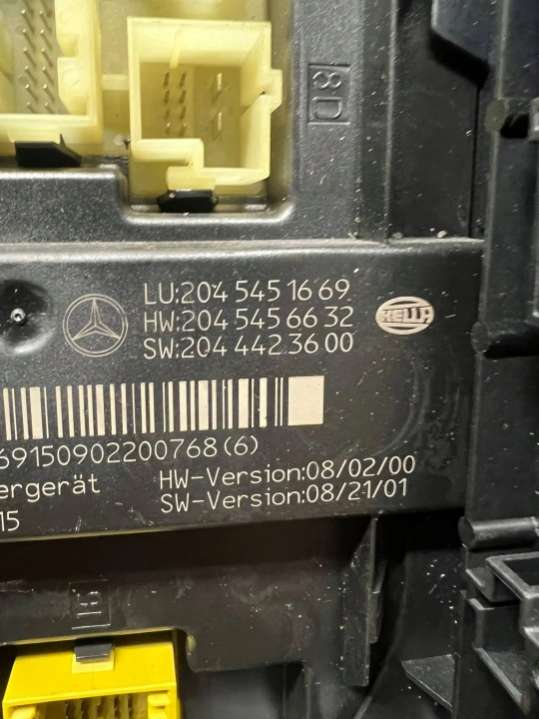 8D
LU:204 545 16 69
HW:204 545 66 32
SW:204 442 36 00
HELLA
69150902200768(6)
ergerät
HW-Version:08/02/00
15
SW-Version:08/21/01